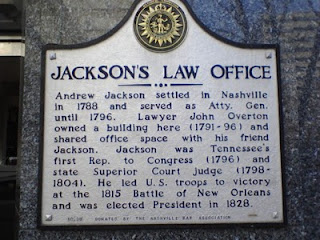 JACKSON'S LAW OFFICE
Andrew Jackson settled in Nashville
in 1788 and served as Atty. Gen.
until 1796. Lawyer John Overton
owned a building here (1791-96) and
shared office space with his friend
Jackson. Jackson was Tennessee's
first Rep. to Congress (1796) and
state Superior Court judge (1798-
1804). He led U.S. troops to victory
at the 1815 Battle of New Orleans
and was elected President in 1828.
DONATED BY THE NASHVILLE BAR ASSOCIATION